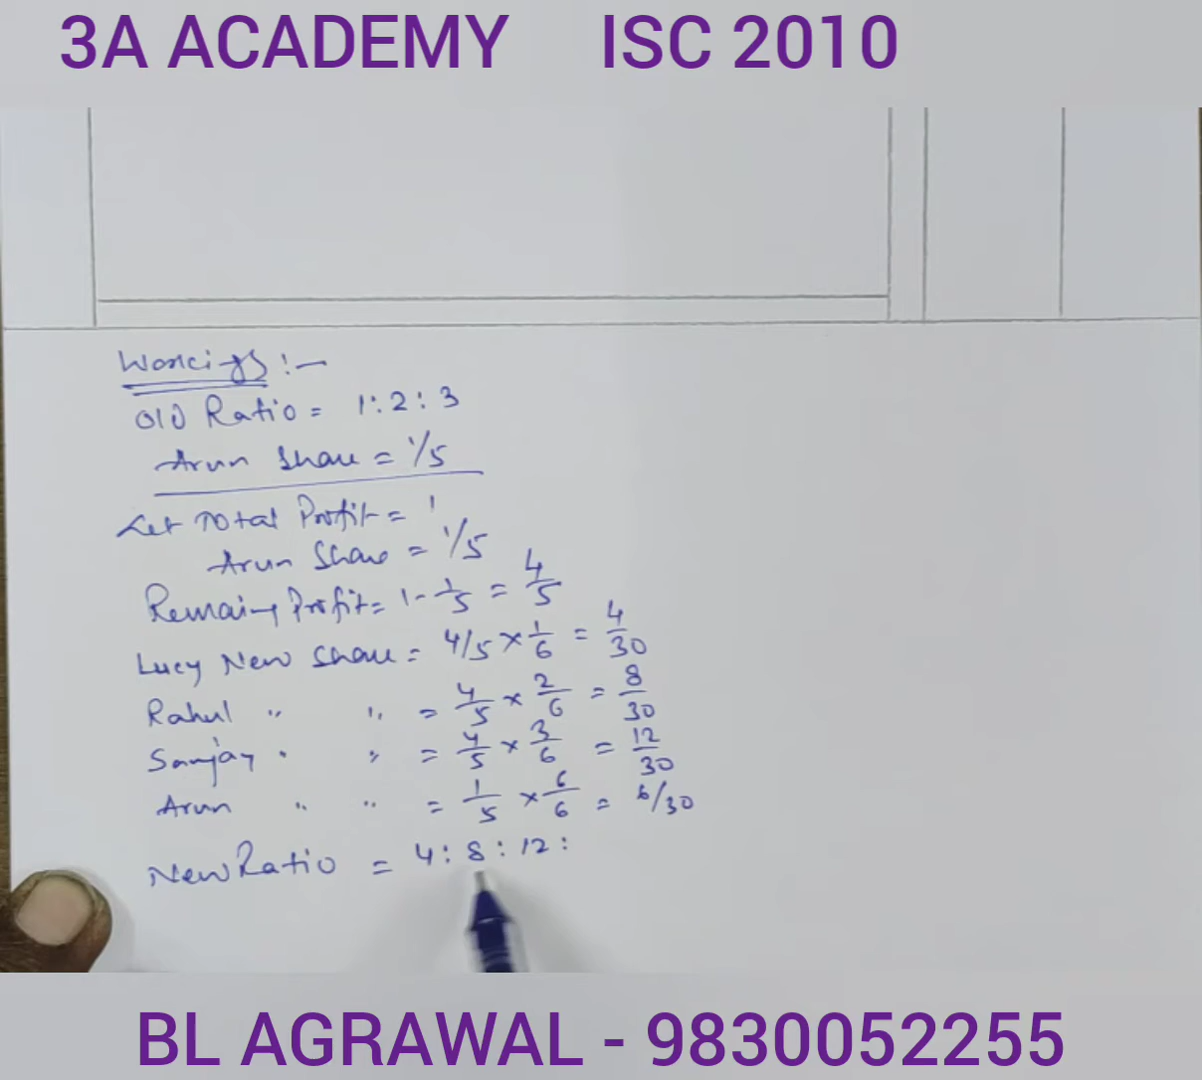 3A ACADEMY ISC 2010
Workings :-
Old Ratio = 1:2:3
Arun Share = 1/5
Let Total Profit = 1
Arun Share = 1/5
Remaing Profit = 1 - 1/5 = 4/5
Lucy New Share = 4/5 × 1/6 = 4/30
Rahul " " = 4/5 × 2/6 = 8/30
Sanjay " " = 4/5 × 3/6 = 12/30
Arun " " = 1/5 × 6/6 = 6/30
New Ratio = 4:8:12:
BL AGRAWAL - 9830052255